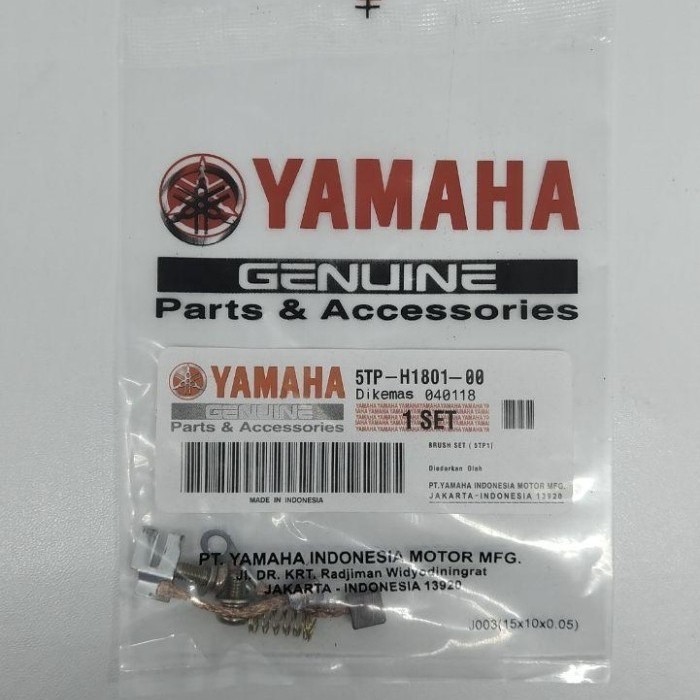 YAMAHA
GENUINE
Parts & Accessories
YAMAHA
GENUINE
Parts & Accessories
5TP-H1801-00
Dikemas 040118
1 SET
BRUSH SET ( 5TP1)
Diedarkan Oleh
PT.YAMAHA INDONESIA MOTOR MFG.
JAKARTA-INDONESIA 13920
MADE IN INDONESIA
PT. YAMAHA INDONESIA MOTOR MFG.
Jl. DR. KRT. Radjiman Widyodiningrat
JAKARTA - INDONESIA 13920
J003(15x10x0.05)